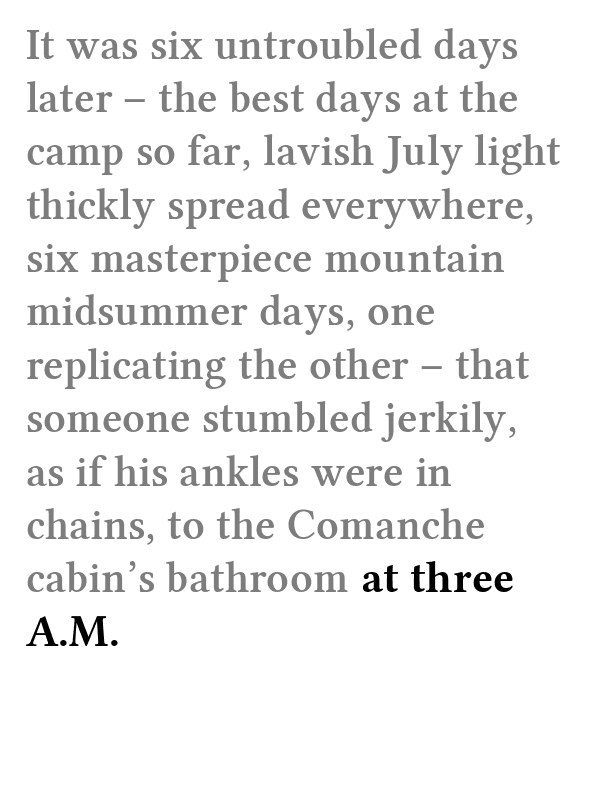 It was six untroubled days
later – the best days at the
camp so far, lavish July light
thickly spread everywhere,
six masterpiece mountain
midsummer days, one
replicating the other – that
someone stumbled jerkily,
as if his ankles were in
chains, to the Comanche
cabin’s bathroom at three
A.M.